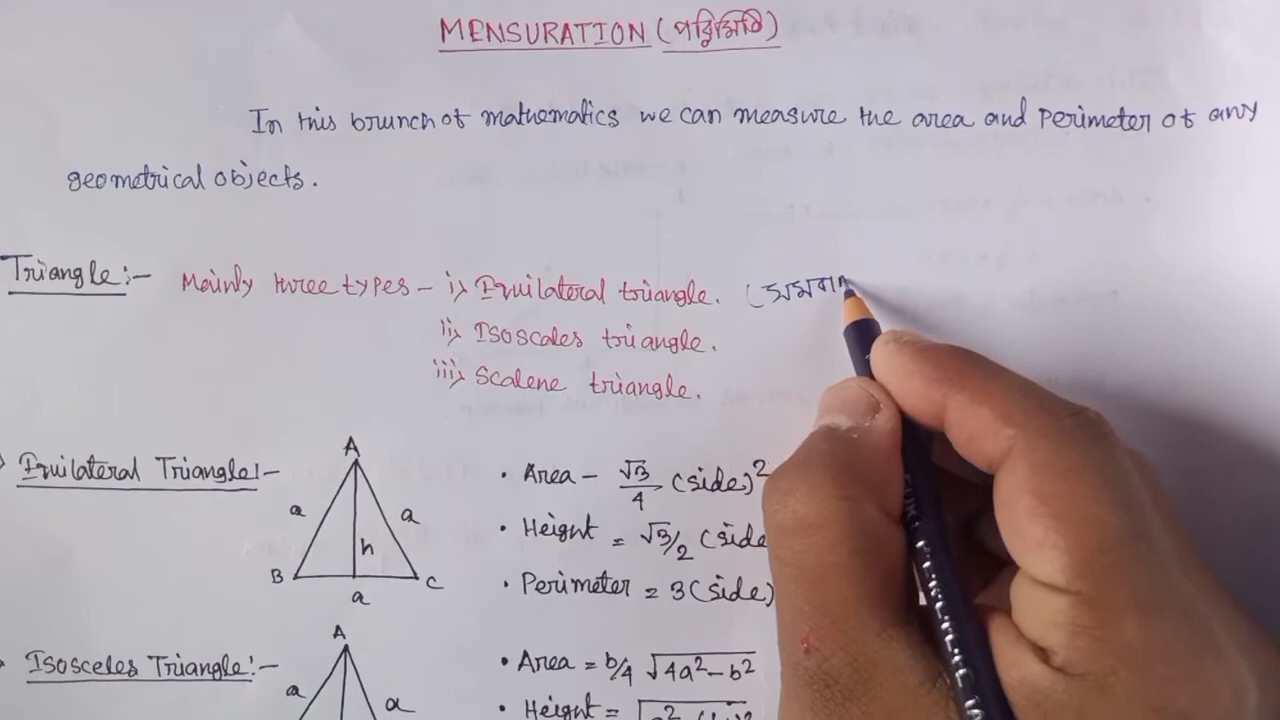 MENSURATION (পরিমিতি)
In this brunch of mathematics we can measure the area and perimeter of any
geometrical objects.
Triangle:- Mainly three types - i> Equilateral triangle. (সমবা
ii> Isoscales triangle.
iii> Scalene triangle.
Equilateral Triangle:-
A
a
a
h
B
C
a
• Area - √3/4 (side)²
• Height = √3/2 (side
• Perimeter = 3(side)
Isosceles Triangle:-
A
a
a
• Area = b/4 √4a²-b²
• Height =